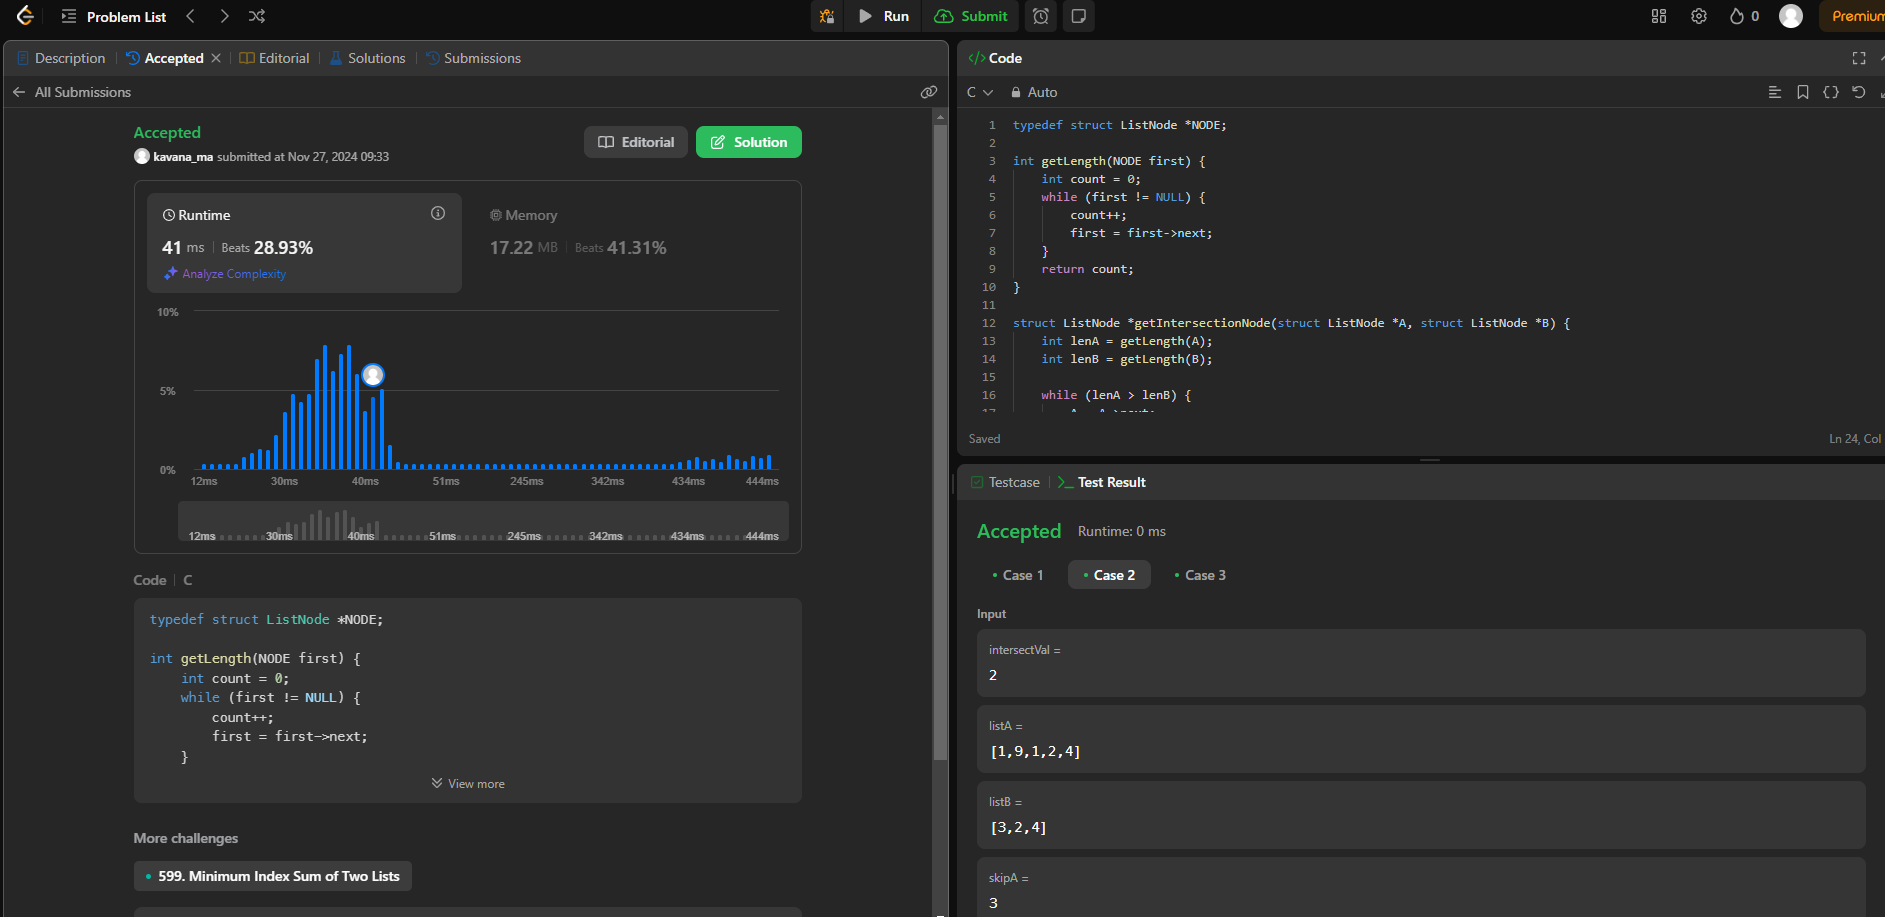 Problem List
Run
Submit
0
Premium
Description
Accepted
Editorial
Solutions
Submissions
All Submissions
Accepted
kavana_ma submitted at Nov 27, 2024 09:33
Editorial
Solution
Runtime
41 ms
Beats 28.93%
Analyze Complexity
Memory
17.22 MB
Beats 41.31%
10%
5%
0%
12ms 30ms 40ms 51ms 245ms 342ms 434ms 444ms
12ms 30ms 40ms 51ms 245ms 342ms 434ms 444ms
Code | C
typedef struct ListNode *NODE;
int getLength(NODE first) {
int count = 0;
while (first != NULL) {
count++;
first = first->next;
}
View more
More challenges
599. Minimum Index Sum of Two Lists
</> Code
C
Auto
1 typedef struct ListNode *NODE;
2
3 int getLength(NODE first) {
4 int count = 0;
5 while (first != NULL) {
6 count++;
7 first = first->next;
8 }
9 return count;
10 }
11
12 struct ListNode *getIntersectionNode(struct ListNode *A, struct ListNode *B) {
13 int lenA = getLength(A);
14 int lenB = getLength(B);
15
16 while (lenA > lenB) {
Saved
Ln 24, Col
Testcase
Test Result
Accepted
Runtime: 0 ms
Case 1
Case 2
Case 3
Input
intersectVal =
2
listA =
[1,9,1,2,4]
listB =
[3,2,4]
skipA =
3